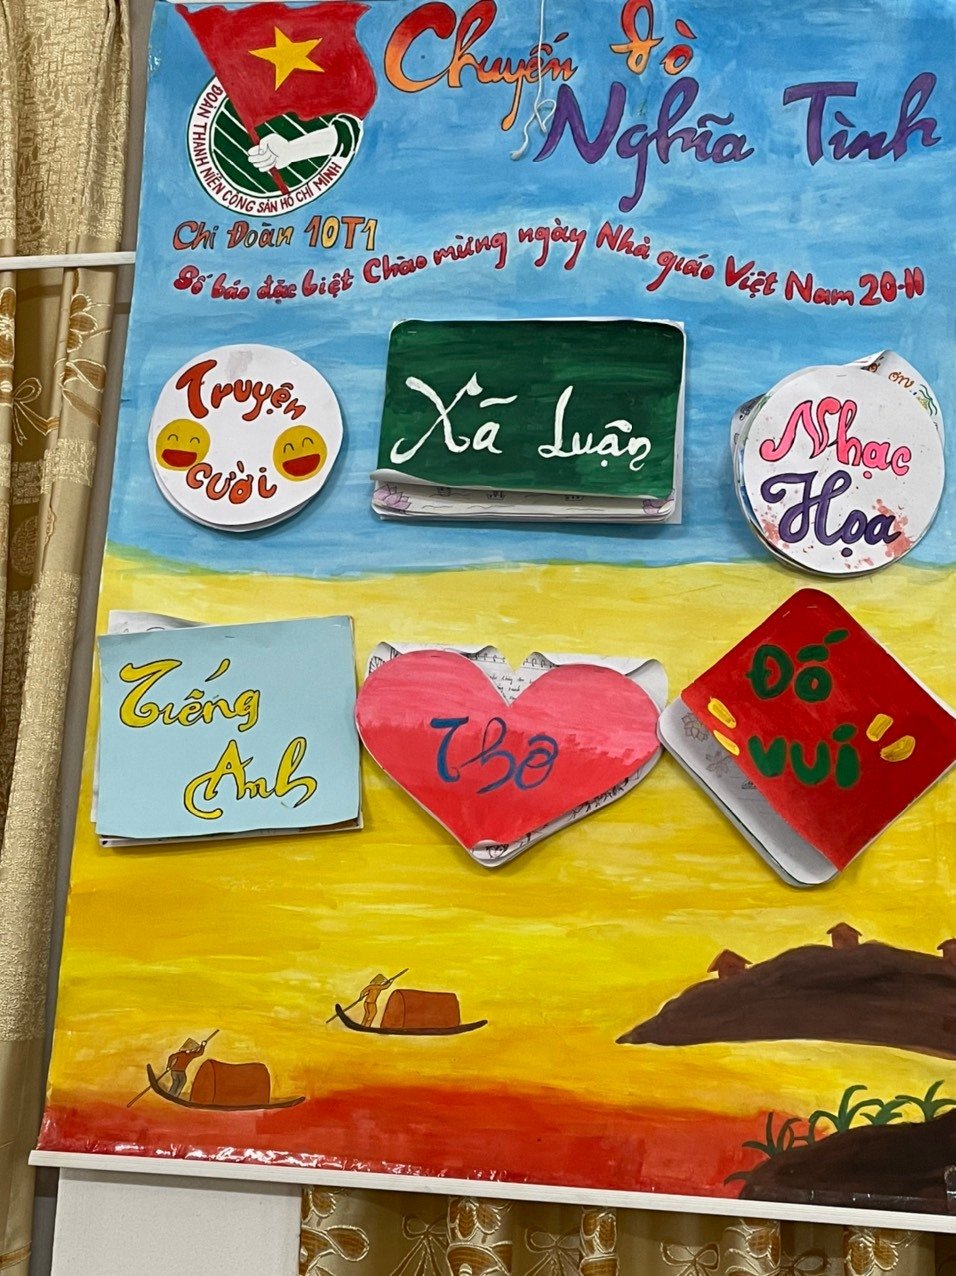 Chuyến Đò
Nghĩa Tình
ĐOÀN THANH NIÊN CỘNG SẢN HỒ CHÍ MINH
Chi Đoàn 10T1
Số báo đặc biệt Chào mừng ngày Nhà giáo Việt Nam 20-11
Truyện
cười
Xã Luận
Nhạc
Họa
Tiếng
Anh
Thơ
Đố
vui